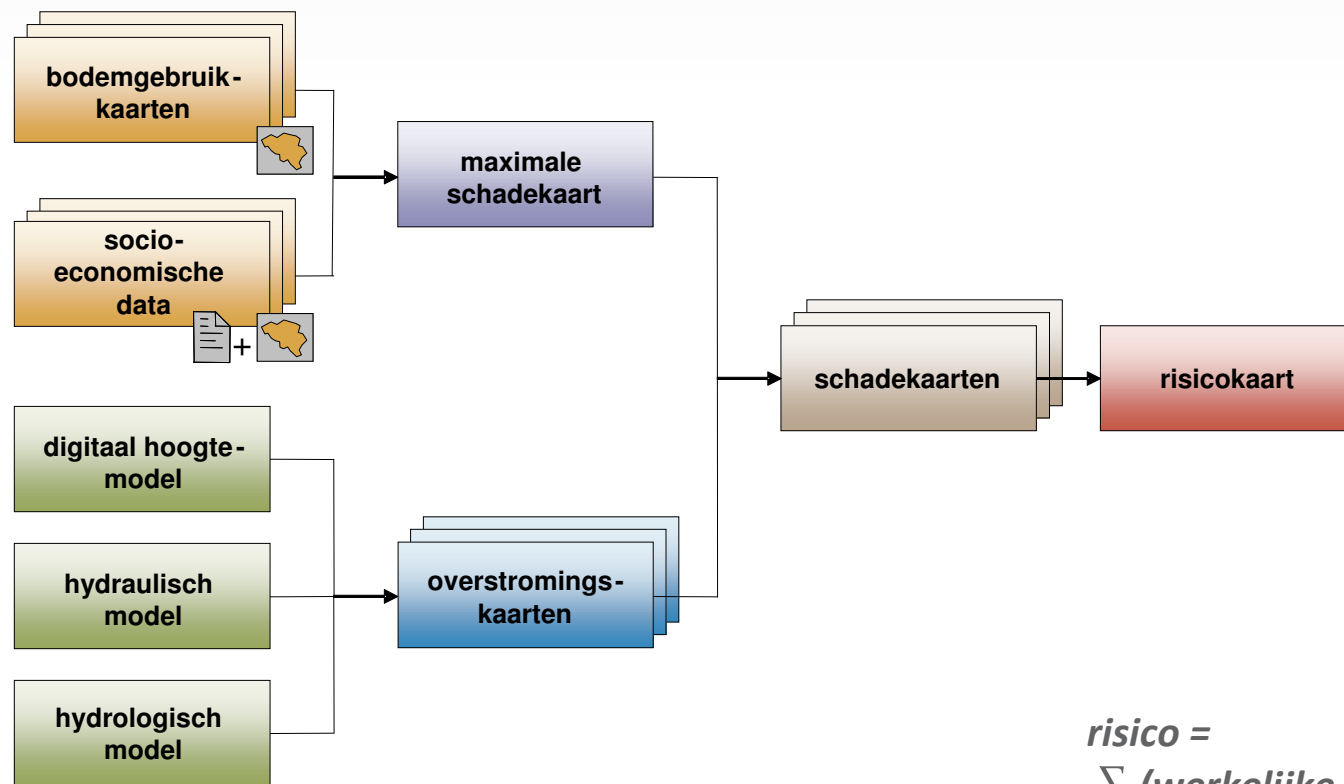 bodemgebruik-
kaarten
socio-
economische
data
+
digitaal hoogte-
model
hydraulisch
model
hydrologisch
model
maximale
schadekaart
overstromings-
kaarten
schadekaarten
risicokaart
risico =
∑ (werkelijke